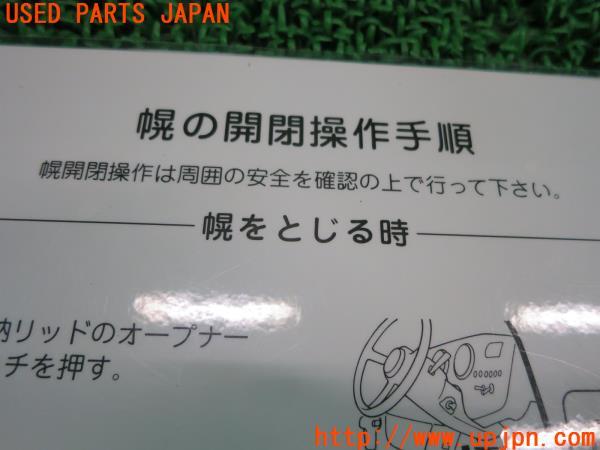 USED PARTS JAPAN
幌の開閉操作手順
幌開閉操作は周囲の安全を確認の上で行って下さい。
幌をとじる時
納リッドのオープナー
チを押す。
USED PARTS JAPAN
http://www.upjpn.com